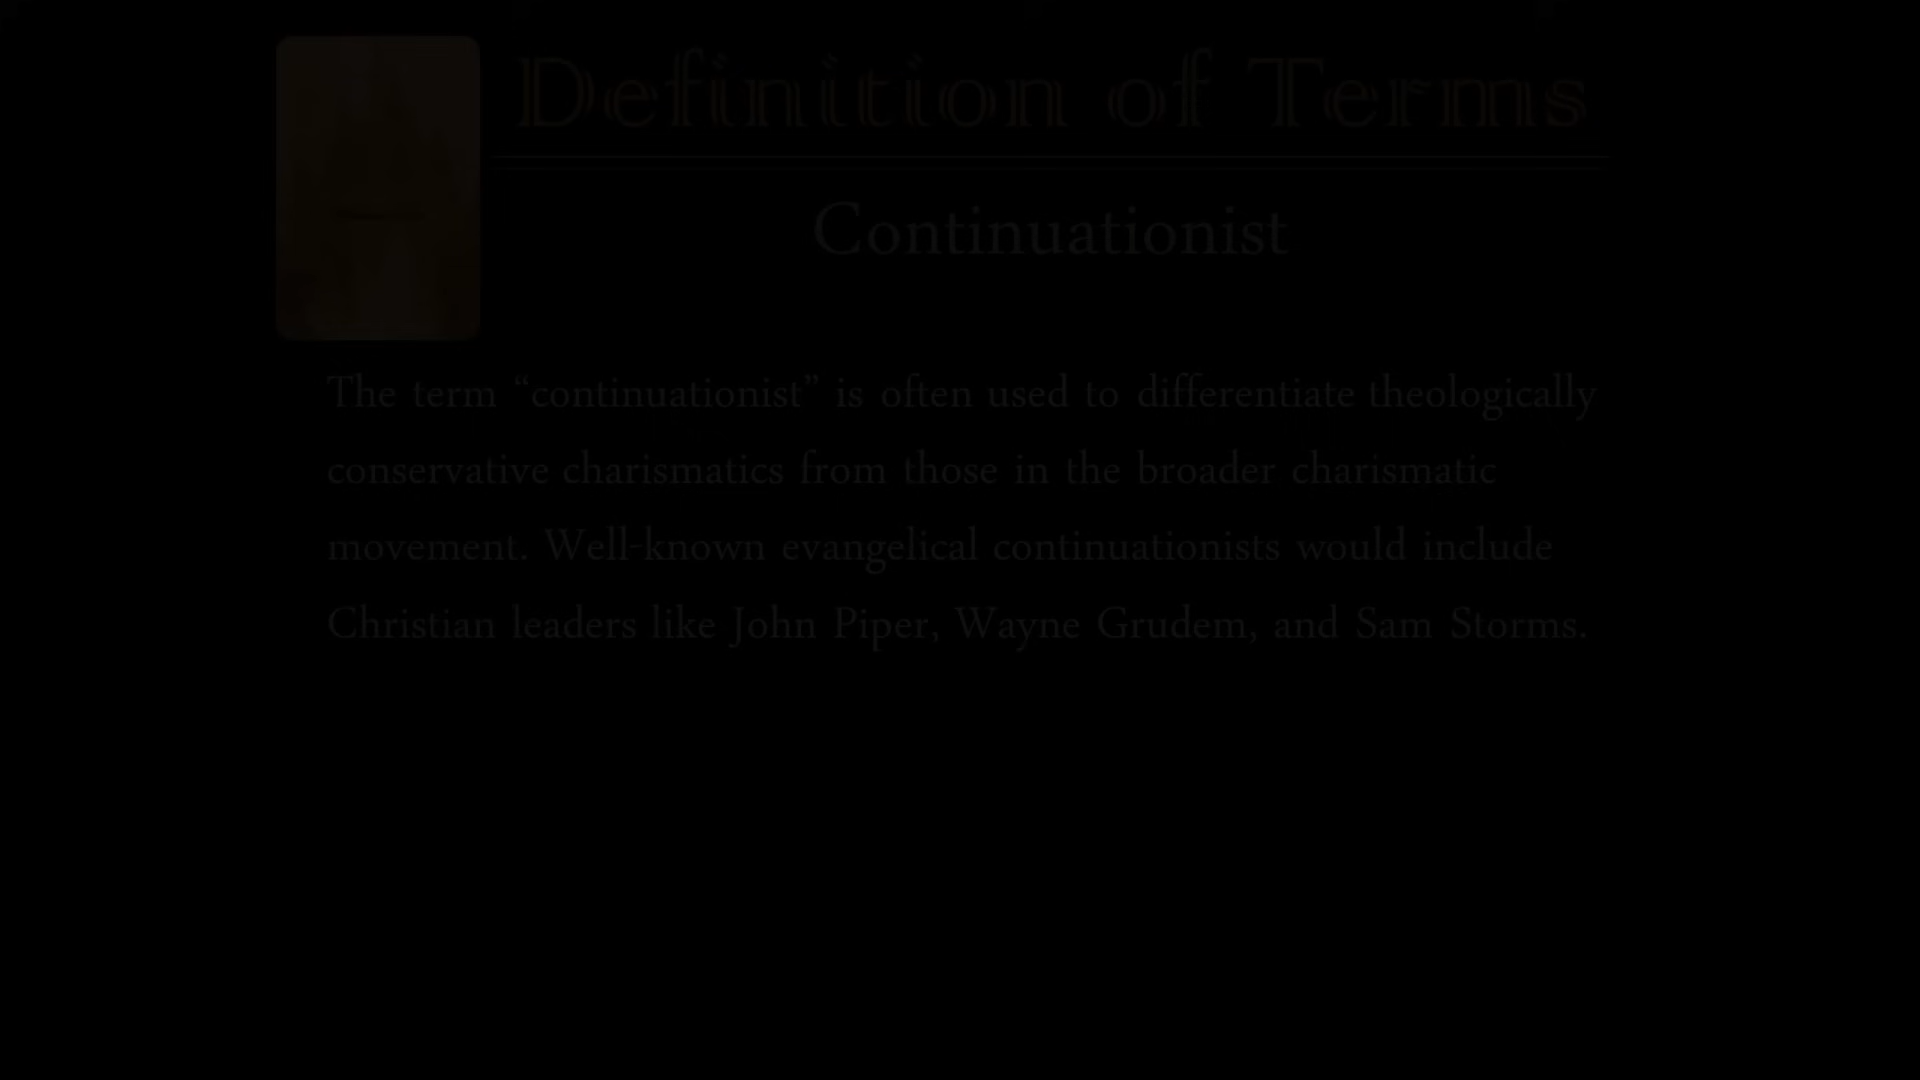 Definition of Terms
Continuationist
The term “continuationist” is often used to differentiate theologically
conservative charismatics from those in the broader charismatic
movement. Well-known evangelical continuationists would include
Christian leaders like John Piper, Wayne Grudem, and Sam Storms.